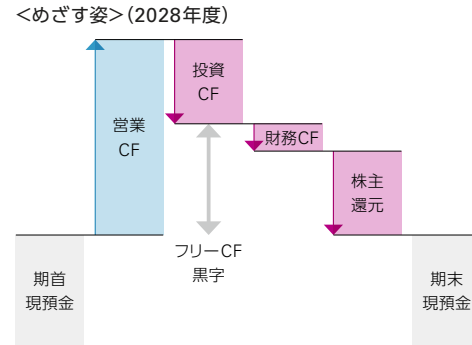 <めざす姿>(2028年度)
営業
CF
投資
CF
財務CF
株主
還元
フリーCF
黒字
期首
現預金
期末
現預金